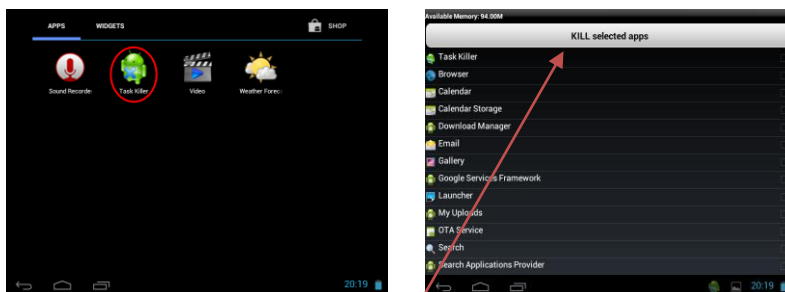 APPS WIDGETS SHOP
Sound Recorde Task Killer Video Weather Forec
20:19
Available Memory: 94.00M
KILL selected apps
Task Killer
Browser
Calendar
Calendar Storage
Download Manager
Email
Gallery
Google Services Framework
Launcher
My Uploads
OTA Service
Search
Search Applications Provider
20:19